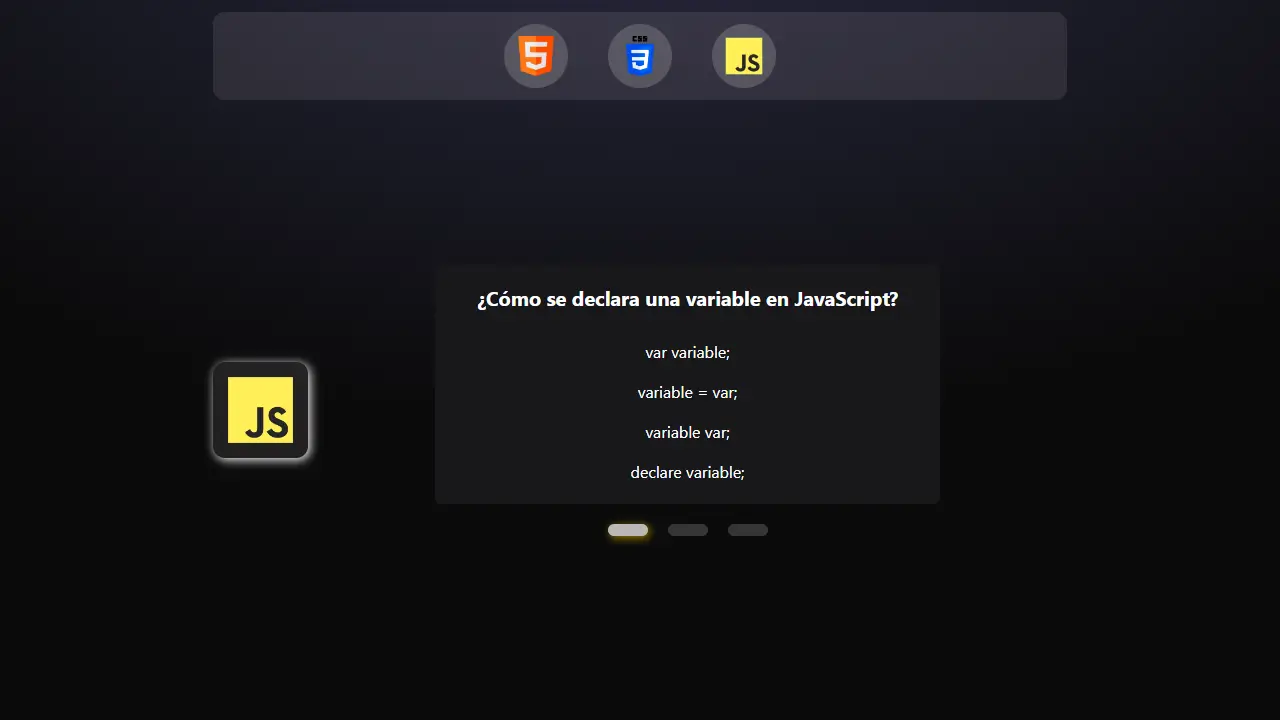 5
CSS
3
JS
¿Cómo se declara una variable en JavaScript?
var variable;
variable = var;
variable var;
declare variable;
JS